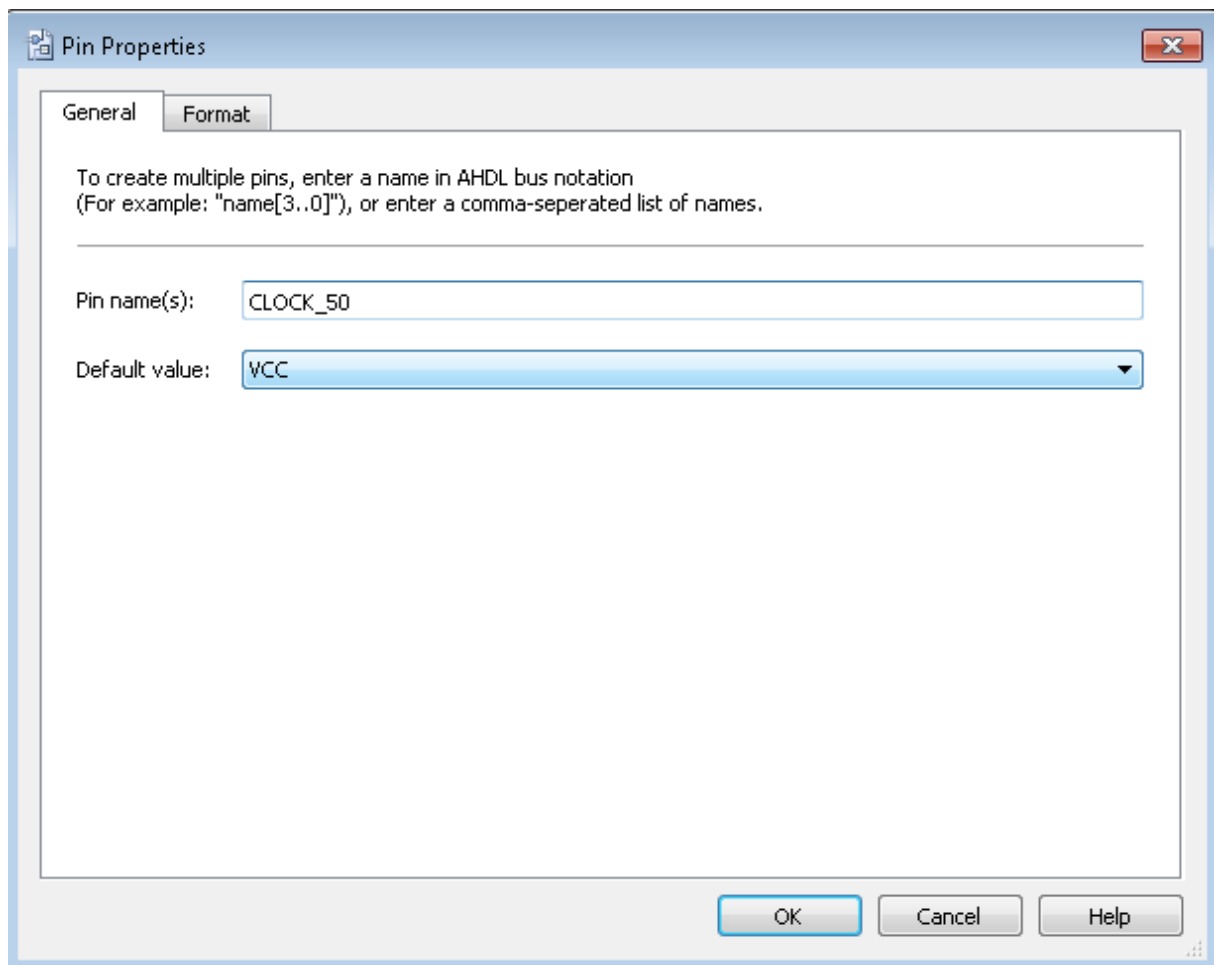 Pin Properties
General Format
To create multiple pins, enter a name in AHDL bus notation
(For example: "name[3..0]"), or enter a comma-seperated list of names.
Pin name(s): CLOCK_50
Default value: VCC
OK Cancel Help